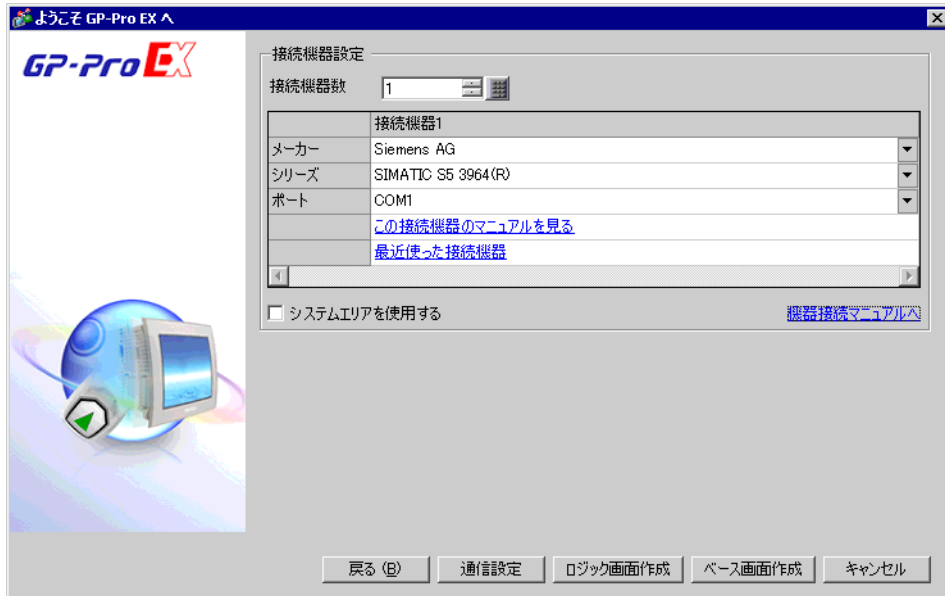 ようこそ GP-Pro EX へ
GP-Pro EX
接続機器設定
接続機器数 1
接続機器1
メーカー Siemens AG
シリーズ SIMATIC S5 3964(R)
ポート COM1
この接続機器のマニュアルを見る
最近使った接続機器
システムエリアを使用する 機器接続マニュアルへ
戻る (B) 通信設定 ロジック画面作成 ベース画面作成 キャンセル